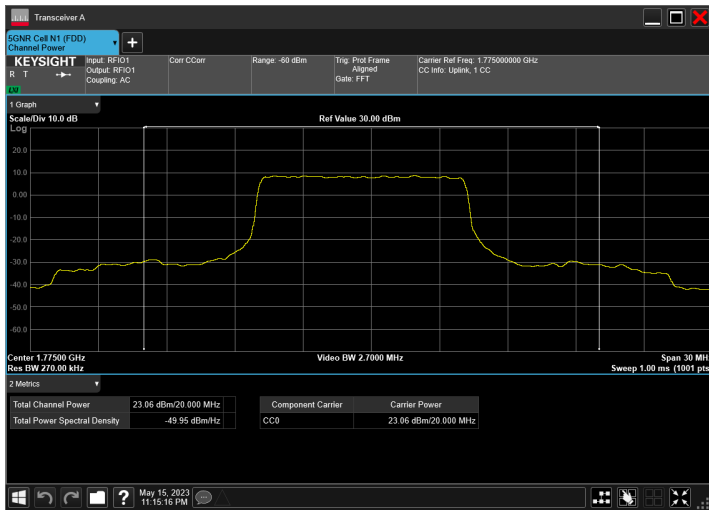 Transceiver A
5GNR Cell N1 (FDD)
Channel Power
KEYSIGHT
R T
LXI
Input: RFIO1
Output: RFIO1
Coupling: AC
Corr CCorr
Range: -60 dBm
Trig: Prot Frame
Aligned
Gate: FFT
Carrier Ref Freq: 1.775000000 GHz
CC Info: Uplink, 1 CC
1 Graph
Scale/Div 10.0 dB
Ref Value 30.00 dBm
Log
20.0
10.0
0.00
-10.0
-20.0
-30.0
-40.0
-50.0
-60.0
Center 1.77500 GHz
Video BW 2.7000 MHz
Span 30 MH
Res BW 270.00 kHz
Sweep 1.00 ms (1001 pts
2 Metrics
Total Channel Power 23.06 dBm/20.000 MHz
Total Power Spectral Density -49.95 dBm/Hz
Component Carrier Carrier Power
CC0 23.06 dBm/20.000 MHz
May 15, 2023
11:15:16 PM